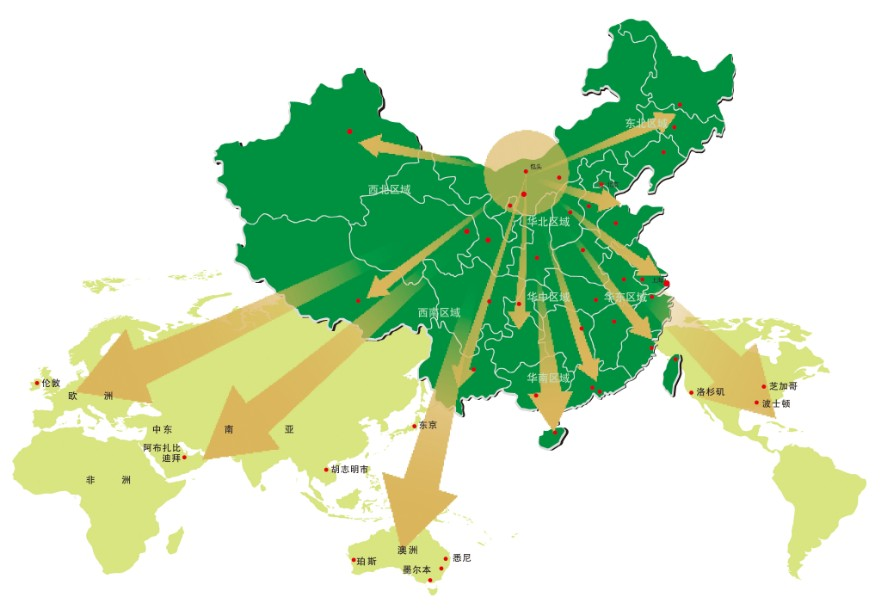 东北区域
包头
西北区域
华北区域
上海
西南区域
华中区域
华东区域
华南区域
伦敦
欧 洲
芝加哥
洛杉矶
波士顿
中东
南 亚
东京
阿布扎比
迪拜
胡志明市
非 洲
澳洲
珀斯
悉尼
墨尔本